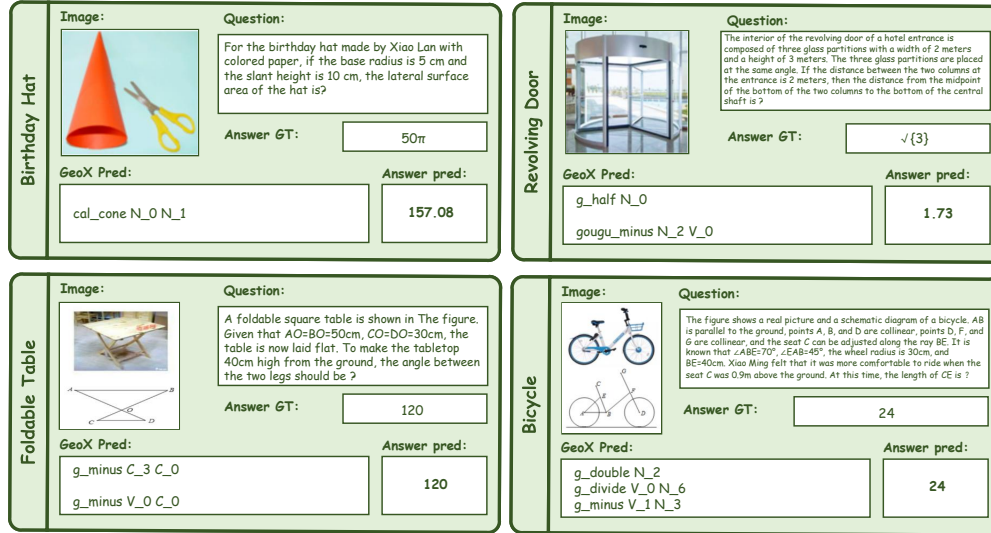 Birthday Hat
Image:
Question:
For the birthday hat made by Xiao Lan with
colored paper, if the base radius is 5 cm and
the slant height is 10 cm, the lateral surface
area of the hat is?
Answer GT:
50π
GeoX Pred:
cal_cone N_0 N_1
Answer pred:
157.08
Revolving Door
Image:
Question:
The interior of the revolving door of a hotel entrance is
composed of three glass partitions with a width of 2 meters
and a height of 3 meters. The three glass partitions are placed
at the same angle. If the distance between the two columns at
the entrance is 2 meters, then the distance from the midpoint
of the bottom of the two columns to the bottom of the central
shaft is ?
Answer GT:
√{3}
GeoX Pred:
g_half N_0
gougu_minus N_2 V_0
Answer pred:
1.73
Foldable Table
Image:
A
B
O
C
D
Question:
A foldable square table is shown in The figure.
Given that AO=BO=50cm, CO=DO=30cm, the
table is now laid flat. To make the tabletop
40cm high from the ground, the angle between
the two legs should be ?
Answer GT:
120
GeoX Pred:
g_minus C_3 C_0
g_minus V_0 C_0
Answer pred:
120
Bicycle
Image:
C
E
F
A
B
D
Question:
The figure shows a real picture and a schematic diagram of a bicycle. AB
is parallel to the ground, points A, B, and D are collinear, points D, F, and
G are collinear, and the seat C can be adjusted along the ray BE. It is
known that ∠ABE=70°, ∠EAB=45°, the wheel radius is 30cm, and
BE=40cm. Xiao Ming felt that it was more comfortable to ride when the
seat C was 0.9m above the ground. At this time, the length of CE is ?
Answer GT:
24
GeoX Pred:
g_double N_2
g_divide V_0 N_6
g_minus V_1 N_3
Answer pred:
24